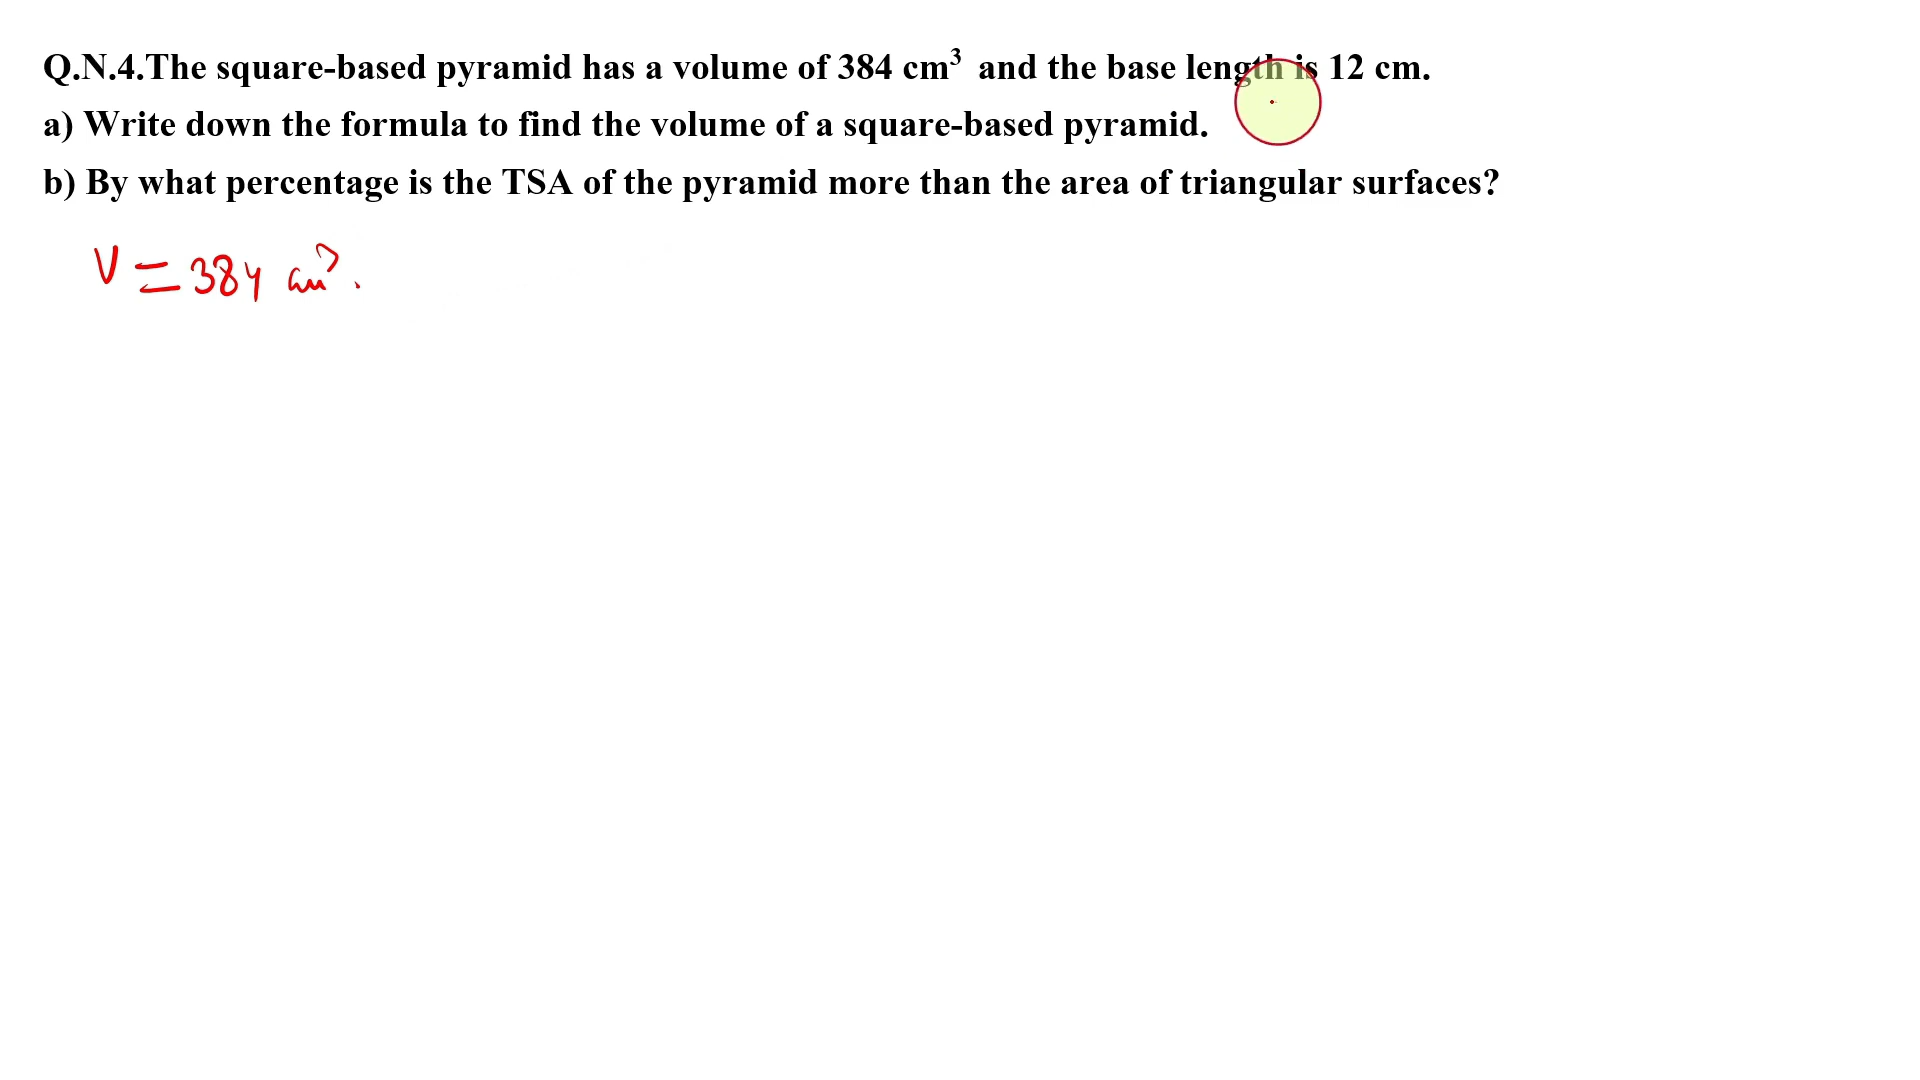 Q.N.4.The square-based pyramid has a volume of 384 cm³ and the base length is 12 cm.
a) Write down the formula to find the volume of a square-based pyramid.
b) By what percentage is the TSA of the pyramid more than the area of triangular surfaces?
V = 384 cm³.